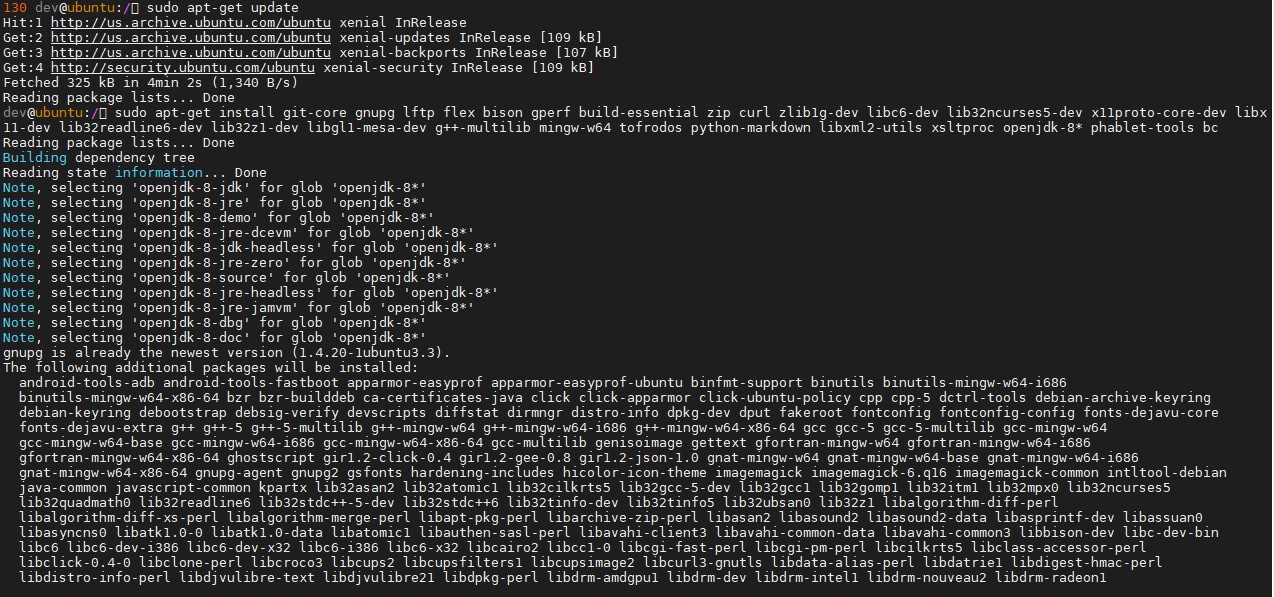 130 dev@ubuntu:/▯ sudo apt-get update
Hit:1 http://us.archive.ubuntu.com/ubuntu xenial InRelease
Get:2 http://us.archive.ubuntu.com/ubuntu xenial-updates InRelease [109 kB]
Get:3 http://us.archive.ubuntu.com/ubuntu xenial-backports InRelease [107 kB]
Get:4 http://security.ubuntu.com/ubuntu xenial-security InRelease [109 kB]
Fetched 325 kB in 4min 2s (1,340 B/s)
Reading package lists... Done
dev@ubuntu:/▯ sudo apt-get install git-core gnupg lftp flex bison gperf build-essential zip curl zlib1g-dev libc6-dev lib32ncurses5-dev x11proto-core-dev libx
11-dev lib32readline6-dev lib32z1-dev libgl1-mesa-dev g++-multilib mingw-w64 tofrodos python-markdown libxml2-utils xsltproc openjdk-8* phablet-tools bc
Reading package lists... Done
Building dependency tree
Reading state information... Done
Note, selecting 'openjdk-8-jdk' for glob 'openjdk-8*'
Note, selecting 'openjdk-8-jre' for glob 'openjdk-8*'
Note, selecting 'openjdk-8-demo' for glob 'openjdk-8*'
Note, selecting 'openjdk-8-jre-dcevm' for glob 'openjdk-8*'
Note, selecting 'openjdk-8-jdk-headless' for glob 'openjdk-8*'
Note, selecting 'openjdk-8-jre-zero' for glob 'openjdk-8*'
Note, selecting 'openjdk-8-source' for glob 'openjdk-8*'
Note, selecting 'openjdk-8-jre-headless' for glob 'openjdk-8*'
Note, selecting 'openjdk-8-jre-jamvm' for glob 'openjdk-8*'
Note, selecting 'openjdk-8-dbg' for glob 'openjdk-8*'
Note, selecting 'openjdk-8-doc' for glob 'openjdk-8*'
gnupg is already the newest version (1.4.20-1ubuntu3.3).
The following additional packages will be installed:
  android-tools-adb android-tools-fastboot apparmor-easyprof apparmor-easyprof-ubuntu binfmt-support binutils binutils-mingw-w64-i686
  binutils-mingw-w64-x86-64 bzr bzr-builddeb ca-certificates-java click click-apparmor click-ubuntu-policy cpp cpp-5 dctrl-tools debian-archive-keyring
  debian-keyring debootstrap debsig-verify devscripts diffstat dirmngr distro-info dpkg-dev dput fakeroot fontconfig fontconfig-config fonts-dejavu-core
  fonts-dejavu-extra g++ g++-5 g++-5-multilib g++-mingw-w64 g++-mingw-w64-i686 g++-mingw-w64-x86-64 gcc gcc-5 gcc-5-multilib gcc-mingw-w64
  gcc-mingw-w64-base gcc-mingw-w64-i686 gcc-mingw-w64-x86-64 gcc-multilib genisoimage gettext gfortran-mingw-w64 gfortran-mingw-w64-i686
  gfortran-mingw-w64-x86-64 ghostscript gir1.2-click-0.4 gir1.2-gee-0.8 gir1.2-json-1.0 gnat-mingw-w64 gnat-mingw-w64-base gnat-mingw-w64-i686
  gnat-mingw-w64-x86-64 gnupg-agent gnupg2 gsfonts hardening-includes hicolor-icon-theme imagemagick imagemagick-6.q16 imagemagick-common intltool-debian
  java-common javascript-common kpartx lib32asan2 lib32atomic1 lib32cilkrts5 lib32gcc-5-dev lib32gcc1 lib32gomp1 lib32itm1 lib32mpx0 lib32ncurses5
  lib32quadmath0 lib32readline6 lib32stdc++-5-dev lib32stdc++6 lib32tinfo-dev lib32tinfo5 lib32ubsan0 lib32z1 libalgorithm-diff-perl
  libalgorithm-diff-xs-perl libalgorithm-merge-perl libapt-pkg-perl libarchive-zip-perl libasan2 libasound2 libasound2-data libasprintf-dev libassuan0
  libasyncns0 libatk1.0-0 libatk1.0-data libatomic1 libauthen-sasl-perl libavahi-client3 libavahi-common-data libavahi-common3 libbison-dev libc-dev-bin
  libc6 libc6-dev-i386 libc6-dev-x32 libc6-i386 libc6-x32 libcairo2 libcc1-0 libcgi-fast-perl libcgi-pm-perl libcilkrts5 libclass-accessor-perl
  libclick-0.4-0 libclone-perl libcroco3 libcups2 libcupsfilters1 libcupsimage2 libcurl3-gnutls libdata-alias-perl libdatrie1 libdigest-hmac-perl
  libdistro-info-perl libdjvulibre-text libdjvulibre21 libdpkg-perl libdrm-amdgpu1 libdrm-dev libdrm-intel1 libdrm-nouveau2 libdrm-radeon1